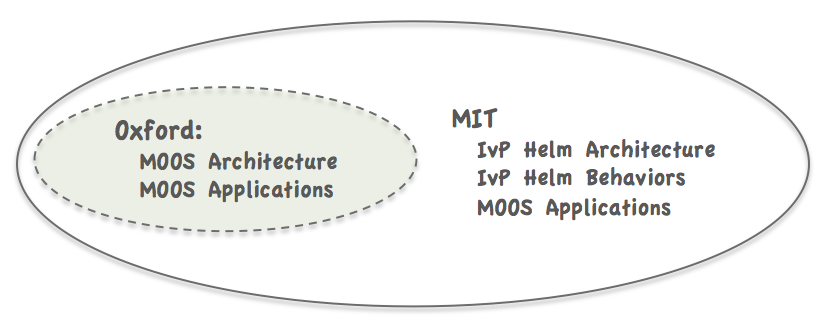 Oxford:
MOOS Architecture
MOOS Applications
MIT
IvP Helm Architecture
IvP Helm Behaviors
MOOS Applications